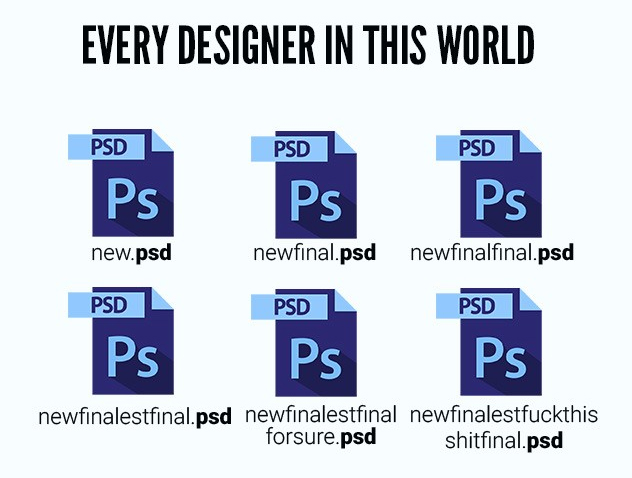 EVERY DESIGNER IN THIS WORLD
PSD PSD PSD
Ps Ps Ps
new.psd newfinal.psd newfinalfinal.psd
PSD PSD PSD
Ps Ps Ps
newfinalestfinal.psd newfinalestfinal newfinalestfuckthis
forsure.psd shitfinal.psd